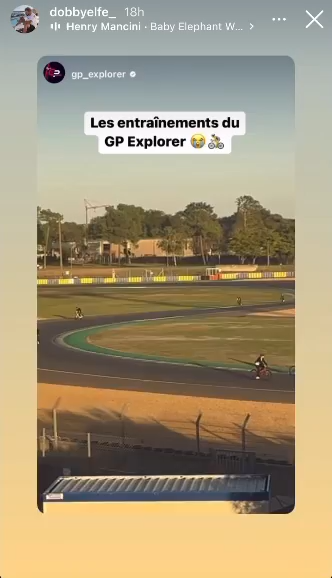 dobbyelfe_ 18h
Henry Mancini · Baby Elephant W... >
gp_explorer
Les entraînements du
GP Explorer 😭🚴